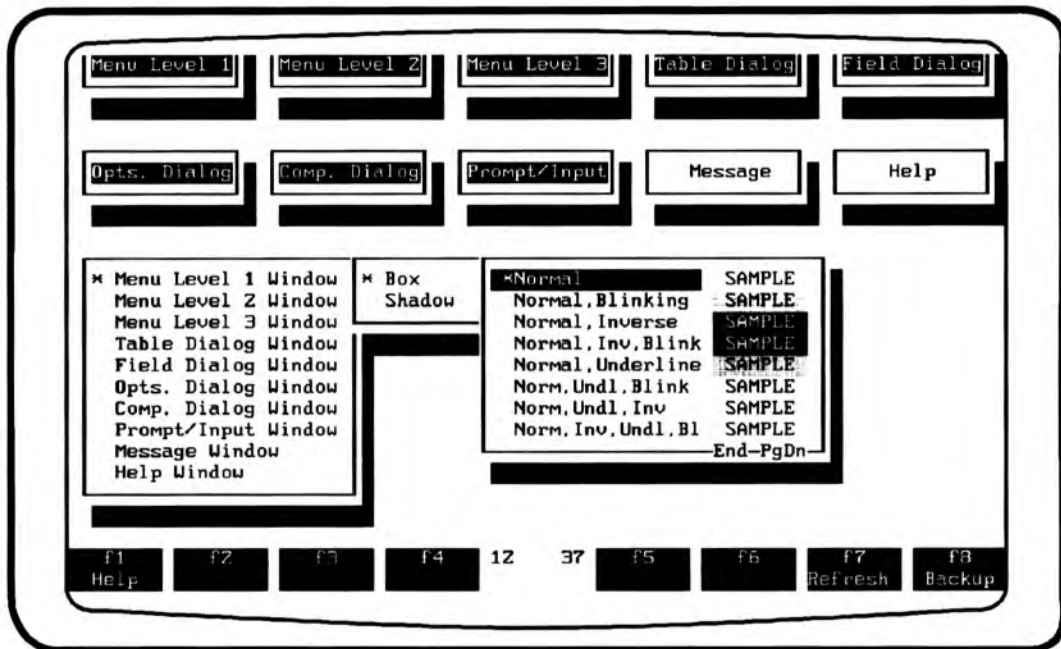 Menu Level 1 Menu Level 2 Menu Level 3 Table Dialog Field Dialog
Opts. Dialog Comp. Dialog Prompt/Input Message Help
* Menu Level 1 Window
Menu Level 2 Window
Menu Level 3 Window
Table Dialog Window
Field Dialog Window
Opts. Dialog Window
Comp. Dialog Window
Prompt/Input Window
Message Window
Help Window
* Box
Shadow
*Normal SAMPLE
Normal,Blinking SAMPLE
Normal,Inverse SAMPLE
Normal,Inv,Blink SAMPLE
Normal,Underline SAMPLE
Norm,Undl,Blink SAMPLE
Norm,Undl,Inv SAMPLE
Norm,Inv,Undl,Bl SAMPLE
End-PgDn
f1 f2 f3 f4 12 37 f5 f6 f7 f8
Help Refresh Backup